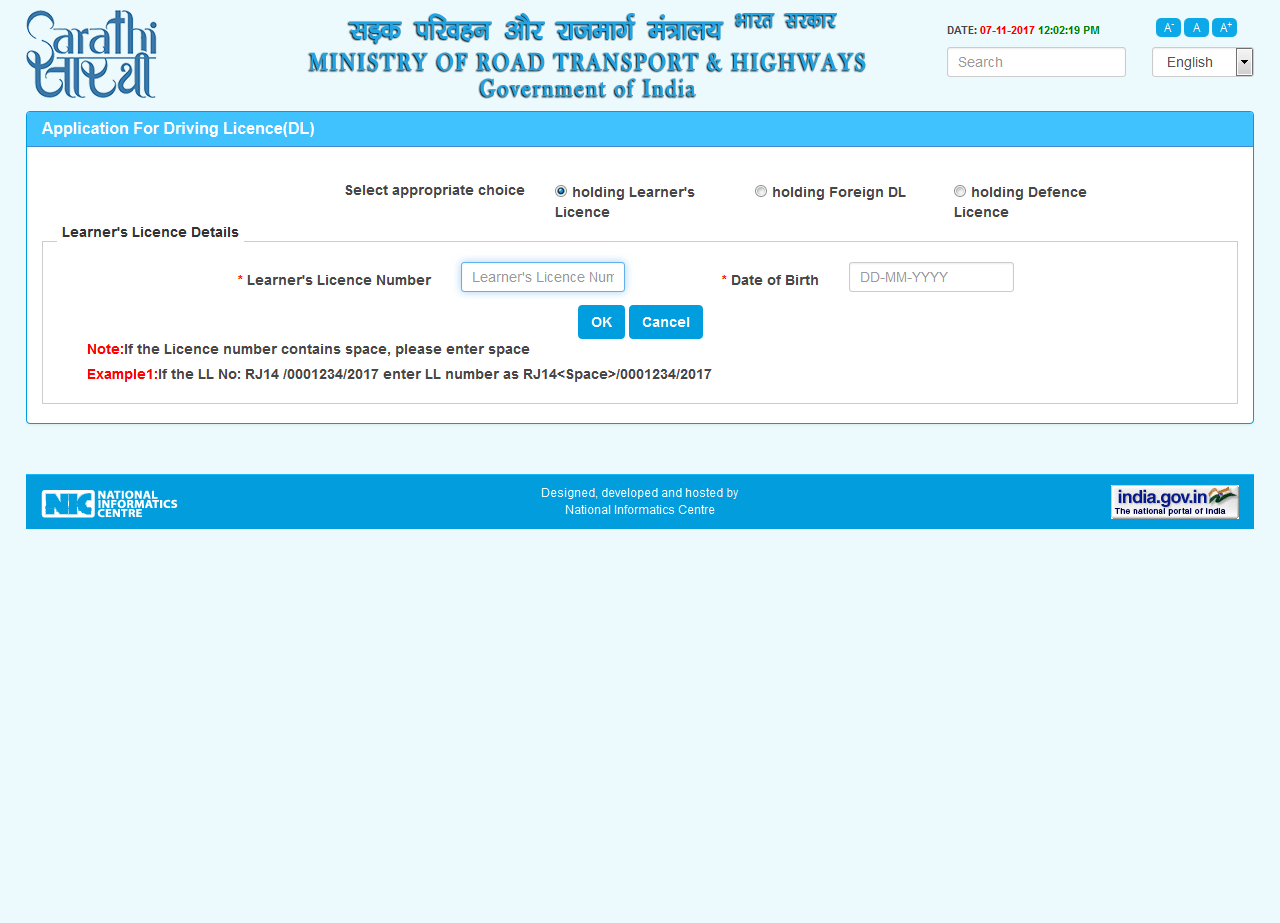 Sarathi
सारथी
सड़क परिवहन और राजमार्ग मंत्रालय भारत सरकार
MINISTRY OF ROAD TRANSPORT & HIGHWAYS
Government of India
DATE: 07-11-2017 12:02:19 PM
A- A A+
Search
English
Application For Driving Licence(DL)
Select appropriate choice
holding Learner's Licence
holding Foreign DL
holding Defence Licence
Learner's Licence Details
* Learner's Licence Number
Learner's Licence Num
* Date of Birth
DD-MM-YYYY
OK Cancel
Note:If the Licence number contains space, please enter space
Example1:If the LL No: RJ14 /0001234/2017 enter LL number as RJ14<Space>/0001234/2017
NIC NATIONAL
INFORMATICS
CENTRE
Designed, developed and hosted by
National Informatics Centre
india.gov.in
The national portal of India